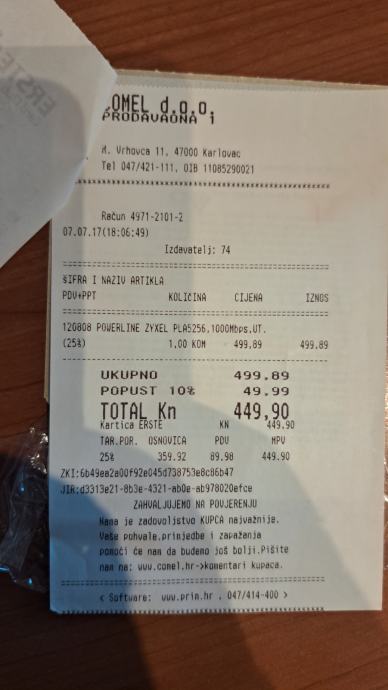 COMEL d.o.o.
PRODAVAONA 1
M. Vrhovca 11, 47000 Karlovac
Tel 047/421-111, OIB 11085290021
Račun 4971-2101-2
07.07.17(18:06:49)
Izdavatelj: 74
ŠIFRA I NAZIV ARTIKLA
PDV+PPT KOLIČINA CIJENA IZNOS
120808 POWERLINE ZYXEL PLA5256,1000Mbps,UT.
(25%) 1.00 KOM 499.89 499.89
UKUPNO 499.89
POPUST 10% 49.99
TOTAL Kn 449,90
Kartica ERSTE KN 449.90
TAR.POR. OSNOVICA PDV MPV
25% 359.92 89.98 449.90
ZKI:6b49ea2a00f92e045d738753e8c86b47
JIR:d3313e21-8b3e-4321-ab0e-ab978020efce
ZAHVALJUJEMO NA POVJERENJU
Nama je zadovoljstvo KUPCA najvažnije.
Vaše pohvale,primjedbe i zapažanja
pomoći će nam da budemo još bolji.Pišite
nam na: www.comel.hr->komentari kupaca.
< Software: www.prin.hr , 047/414-400 >